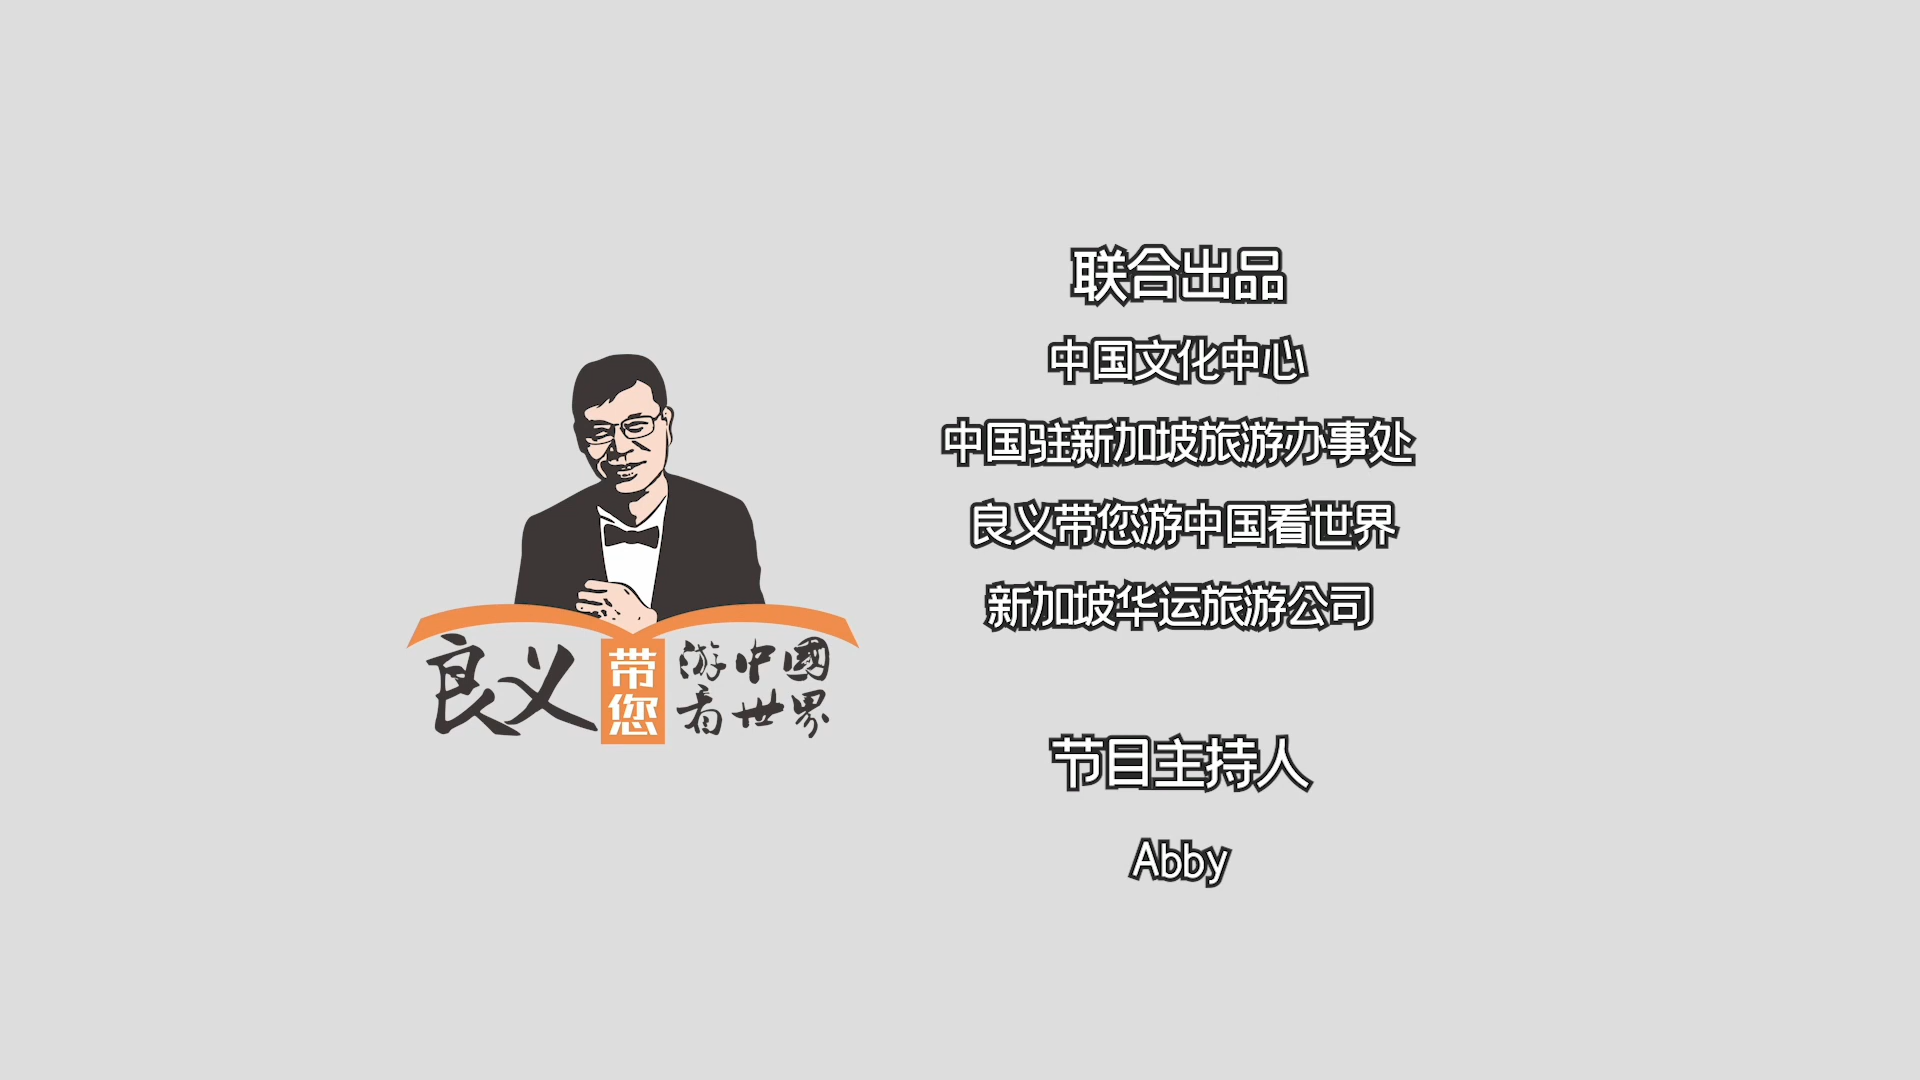 良义带您游中國
看世界
联合出品
中国文化中心
中国驻新加坡旅游办事处
良义带您游中国看世界
新加坡华运旅游公司
节目主持人
Abby